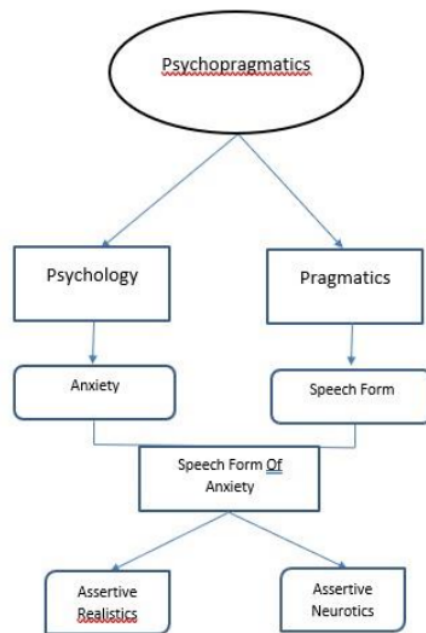 Psychopragmatics
Psychology
Pragmatics
Anxiety
Speech Form
Speech Form Of
Anxiety
Assertive
Realistics
Assertive
Neurotics